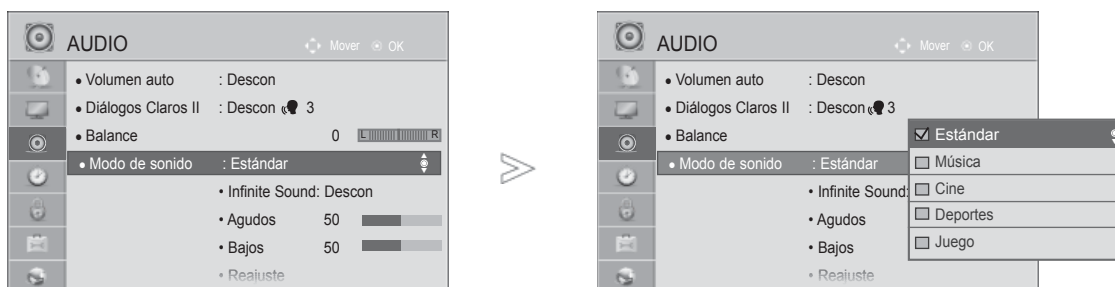 AUDIO
Mover OK
• Volumen auto : Descon
• Diálogos Claros II : Descon 3
• Balance 0 L R
• Modo de sonido : Estándar
• Infinite Sound: Descon
• Agudos 50
• Bajos 50
• Reajuste
AUDIO
Mover OK
• Volumen auto : Descon
• Diálogos Claros II : Descon 3
• Balance
• Modo de sonido : Estándar
• Infinite Sound:
• Agudos
• Bajos
• Reajuste
Estándar
Música
Cine
Deportes
Juego